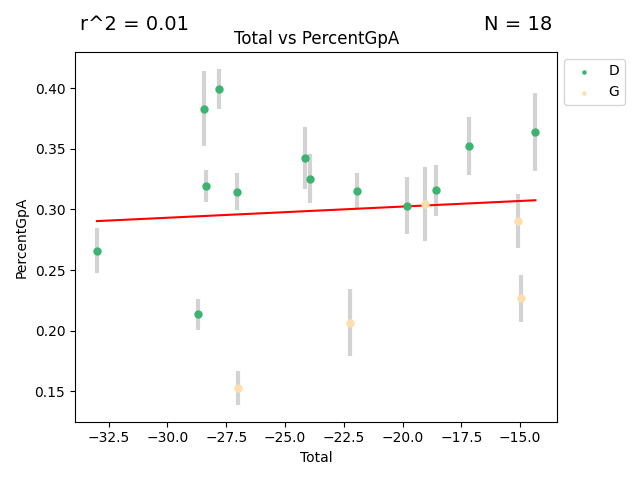 r^2 = 0.01
N = 18
Total vs PercentGpA
D
G
PercentGpA
0.40
0.35
0.30
0.25
0.20
0.15
−32.5 −30.0 −27.5 −25.0 −22.5 −20.0 −17.5 −15.0
Total